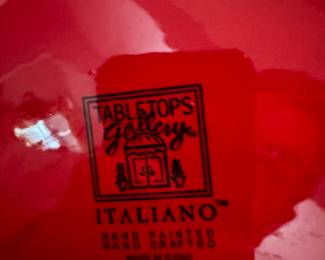 TABLETOPS
Gallery
ITALIANO™
HAND PAINTED
HAND CRAFTED